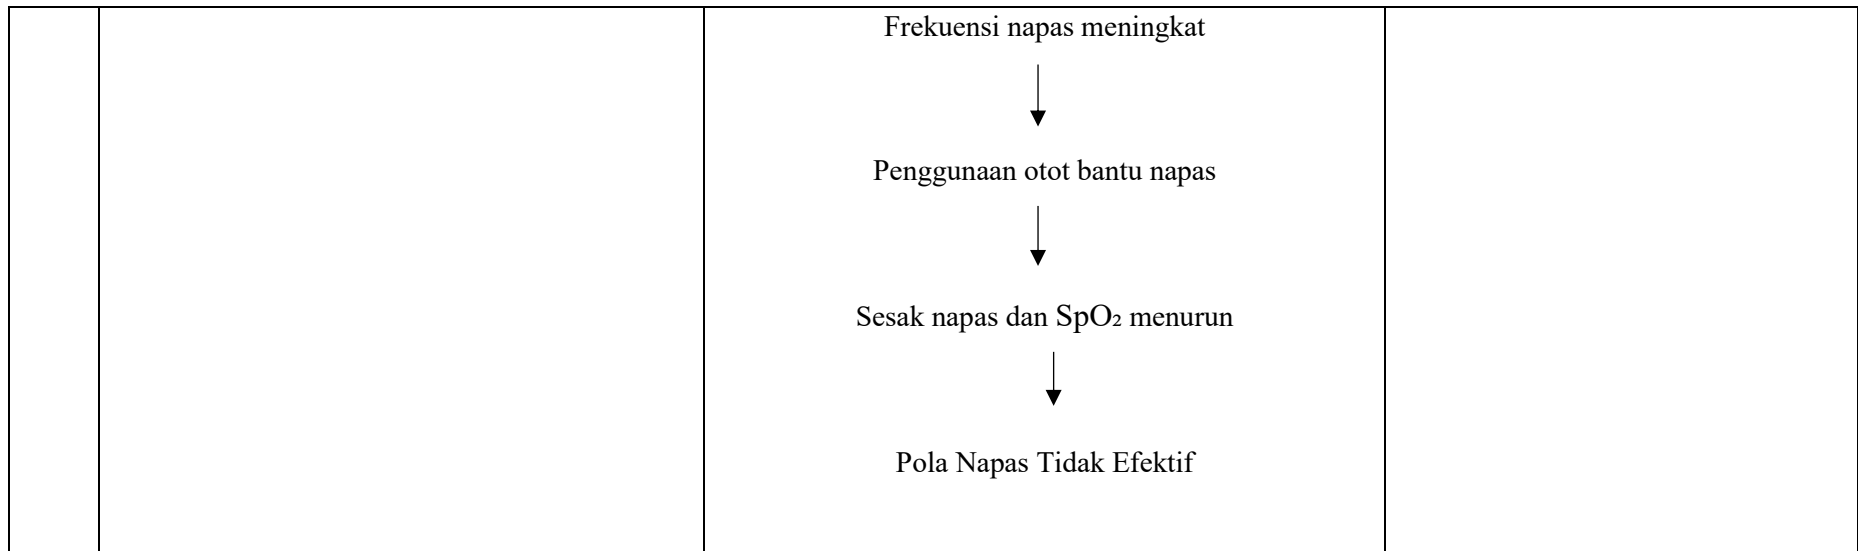 Frekuensi napas meningkat
Penggunaan otot bantu napas
Sesak napas dan SpO₂ menurun
Pola Napas Tidak Efektif